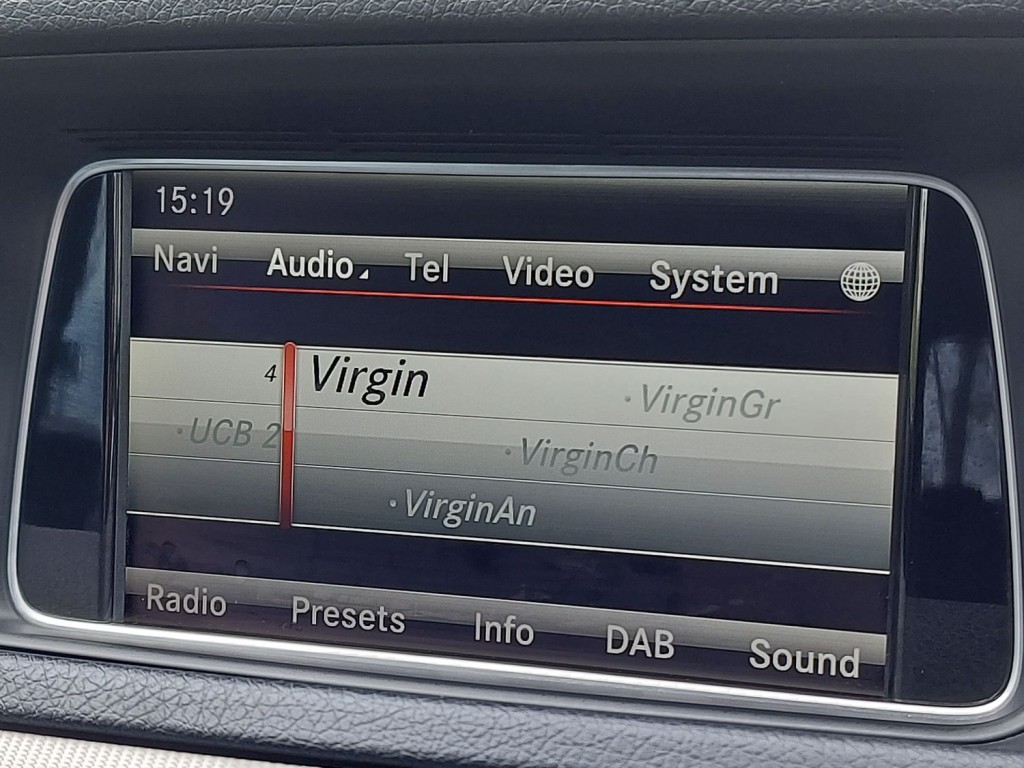 15:19
Navi Audio Tel Video System
4 Virgin ·VirginGr
·UCB 2 ·VirginCh
·VirginAn
Radio Presets Info DAB Sound